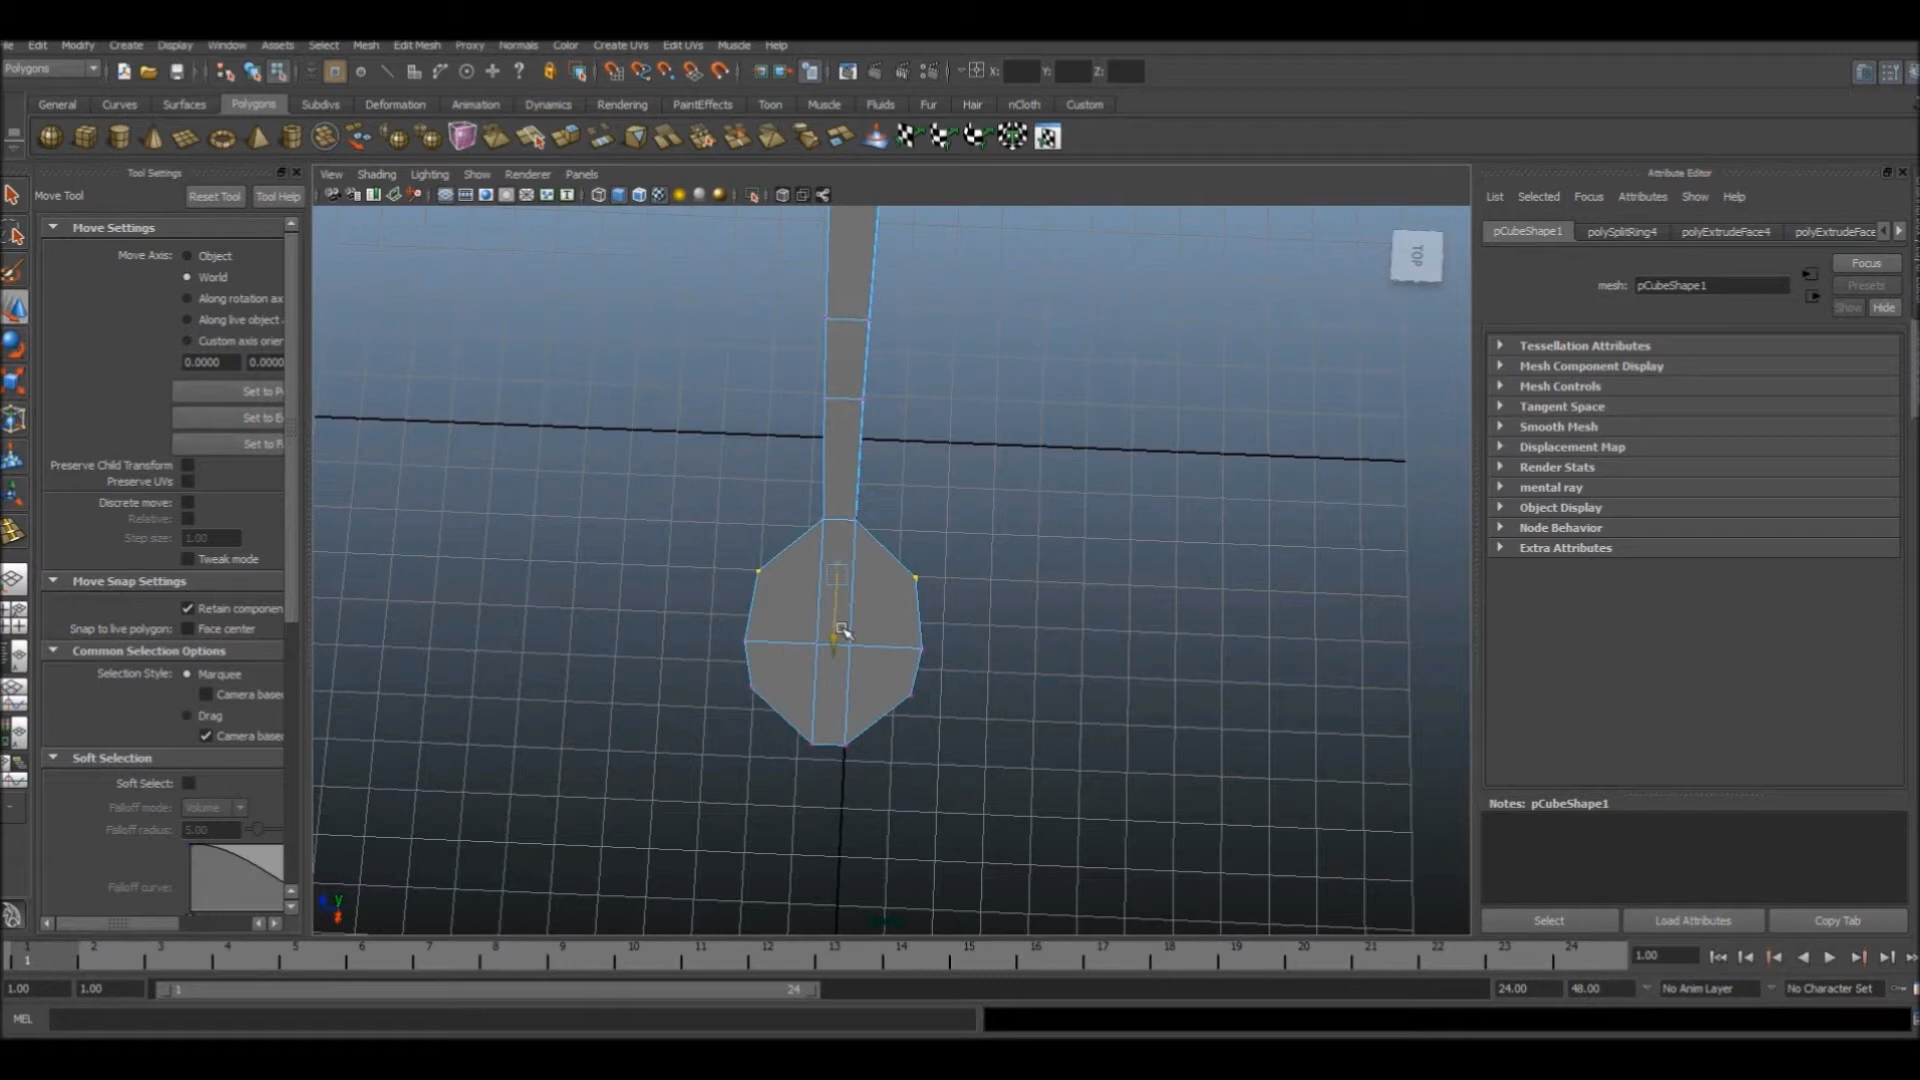 Edit Modify Create Display Window Assets Select Mesh Edit Mesh Proxy Normals Color Create UVs Edit UVs Muscle Help
Polygons
X: Y: Z:
General Curves Surfaces Polygons Subdivs Deformation Animation Dynamics Rendering PaintEffects Toon Muscle Fluids Fur Hair nCloth Custom
Tool Settings
Move Tool Reset Tool Tool Help
Move Settings
Move Axis: Object
World
Along rotation ax
Along live object
Custom axis orien
0.0000 0.0000
Set to P
Set to E
Set to F
Preserve Child Transform
Preserve UVs
Discrete move:
Relative:
Step size: 1.00
Tweak mode
Move Snap Settings
Retain componen
Snap to live polygon: Face center
Common Selection Options
Selection Style: Marquee
Camera base
Drag
Camera base
Soft Selection
Soft Select:
Falloff mode: Volume
Falloff radius: 5.00
Falloff curve:
View Shading Lighting Show Renderer Panels
TOP
y
Attribute Editor
List Selected Focus Attributes Show Help
pCubeShape1 polySplitRing4 polyExtrudeFace4 polyExtrudeFace
mesh: pCubeShape1
Focus
Presets
Show Hide
Tessellation Attributes
Mesh Component Display
Mesh Controls
Tangent Space
Smooth Mesh
Displacement Map
Render Stats
mental ray
Object Display
Node Behavior
Extra Attributes
Notes: pCubeShape1
Select Load Attributes Copy Tab
1 2 3 4 5 6 7 8 9 10 11 12 13 14 15 16 17 18 19 20 21 22 23 24
1 1.00
1.00 1.00 1 24 24.00 48.00 No Anim Layer No Character Set
MEL